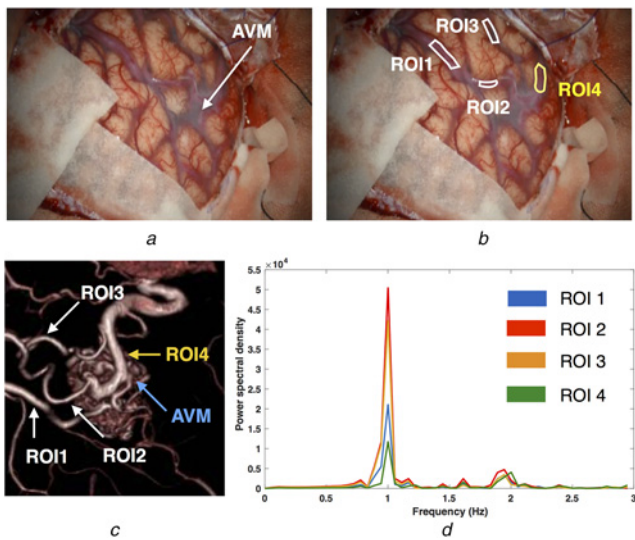 AVM
a
ROI3
ROI1
ROI2
ROI4
b
ROI3
ROI4
AVM
ROI1
ROI2
c
×10⁴
5.5
5
4.5
4
3.5
3
2.5
2
1.5
1
0.5
0
Power spectral density
ROI 1
ROI 2
ROI 3
ROI 4
0 0.5 1 1.5 2 2.5 3
Frequency (Hz)
d